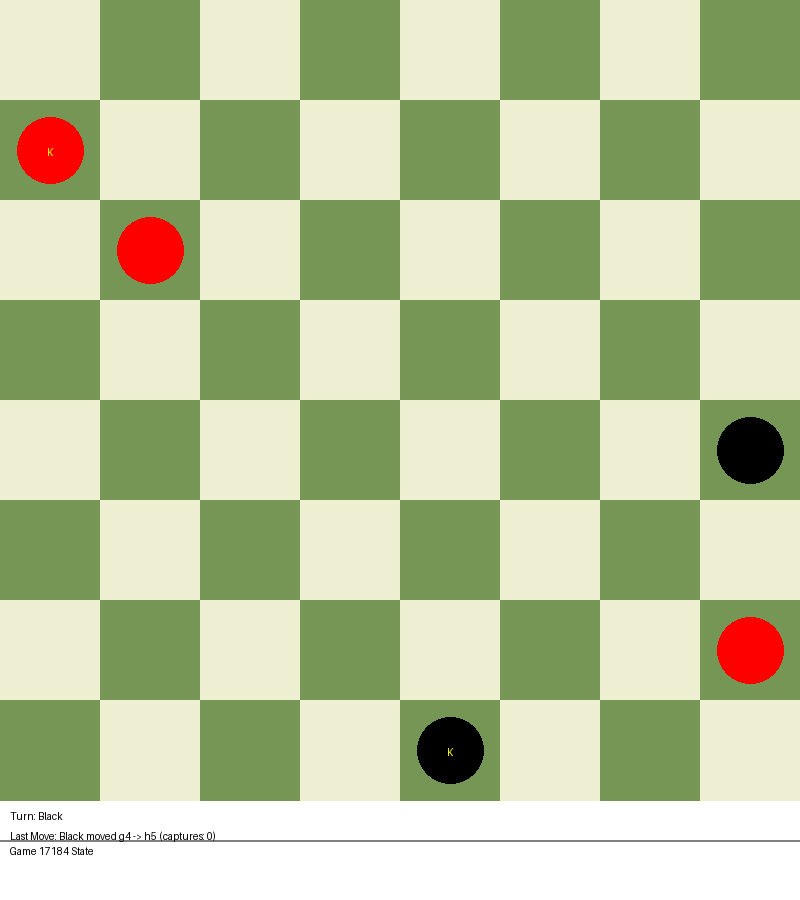 K
K
Turn: Black
Last Move: Black moved g4 -> h5 (captures: 0)
Game 17184 State